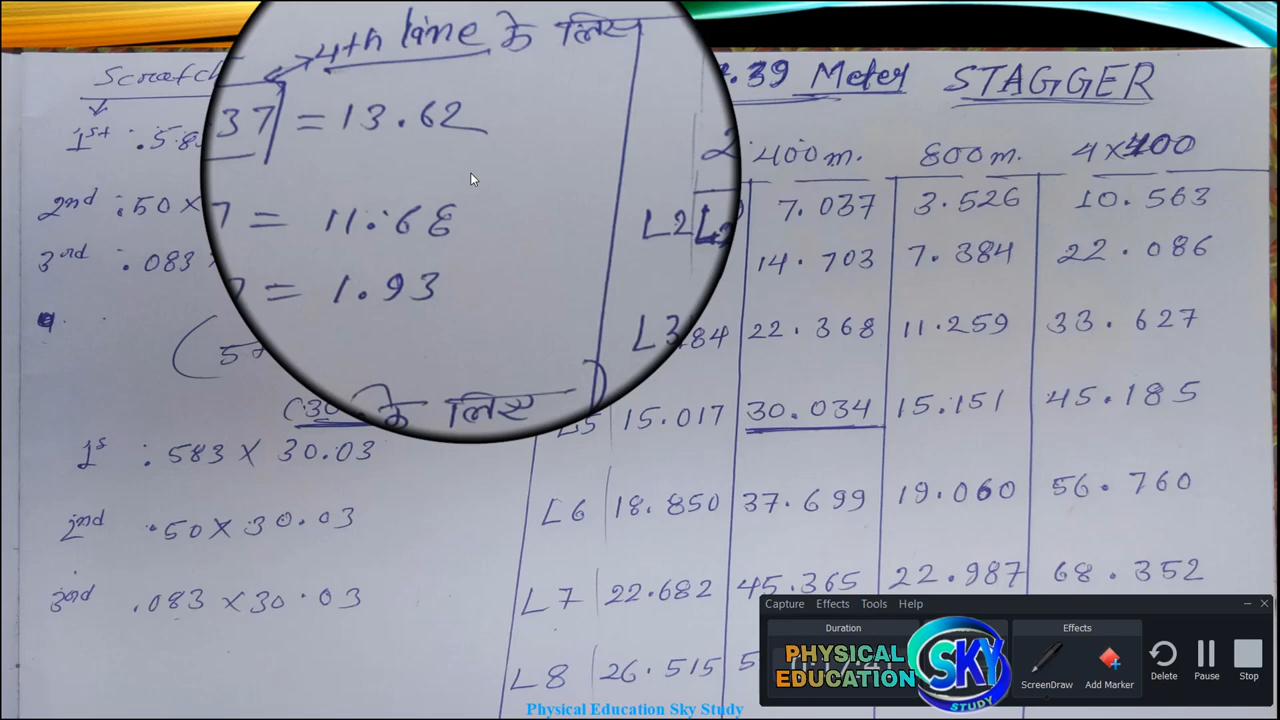 Scratch
4th line के लिए
.39 Meter STAGGER
1st : .58
37 = 13.62
2
400m. 800m. 4×400
2nd : .50 ×
7 = 11.68
L2 7.037 3.526 10.563
3rd : .083
= 1.93
14.703 7.384 22.086
L3
84 22.368 11.259 33.627
(30
के लिए
L5 15.017 30.034 15.151 45.185
1st : .583 × 30.03
2nd .50 × 30.03
L6 18.850 37.699 19.060 56.760
3rd .083 × 30.03
L7 22.682 45.365 22.987 68.352
L8 26.515 5
Capture Effects Tools Help
Duration
Effects
PHYSICAL EDUCATION
SKY STUDY
ScreenDraw
Add Marker
Delete
Pause
Stop
Physical Education Sky Study